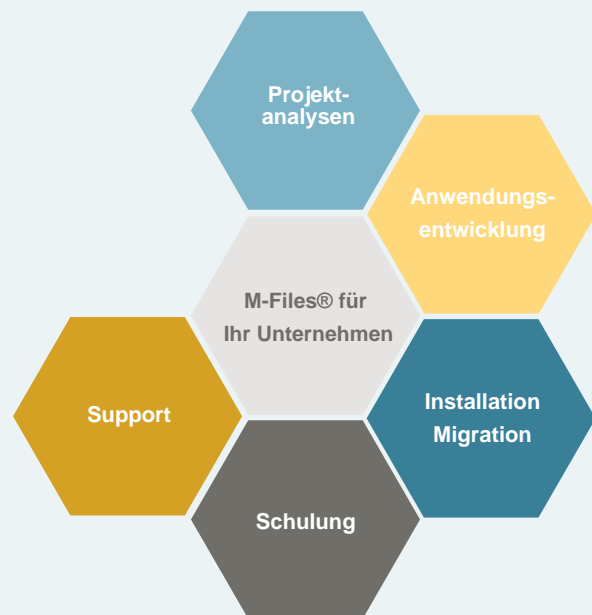 Projekt-
analysen
Anwendungs-
entwicklung
M-Files® für
Ihr Unternehmen
Installation
Migration
Support
Schulung